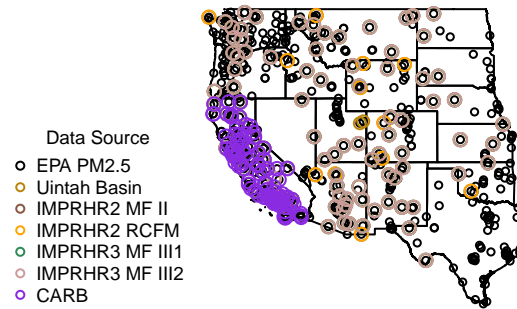 Data Source
EPA PM2.5
Uintah Basin
IMPRHR2 MF II
IMPRHR2 RCFM
IMPRHR3 MF III1
IMPRHR3 MF III2
CARB